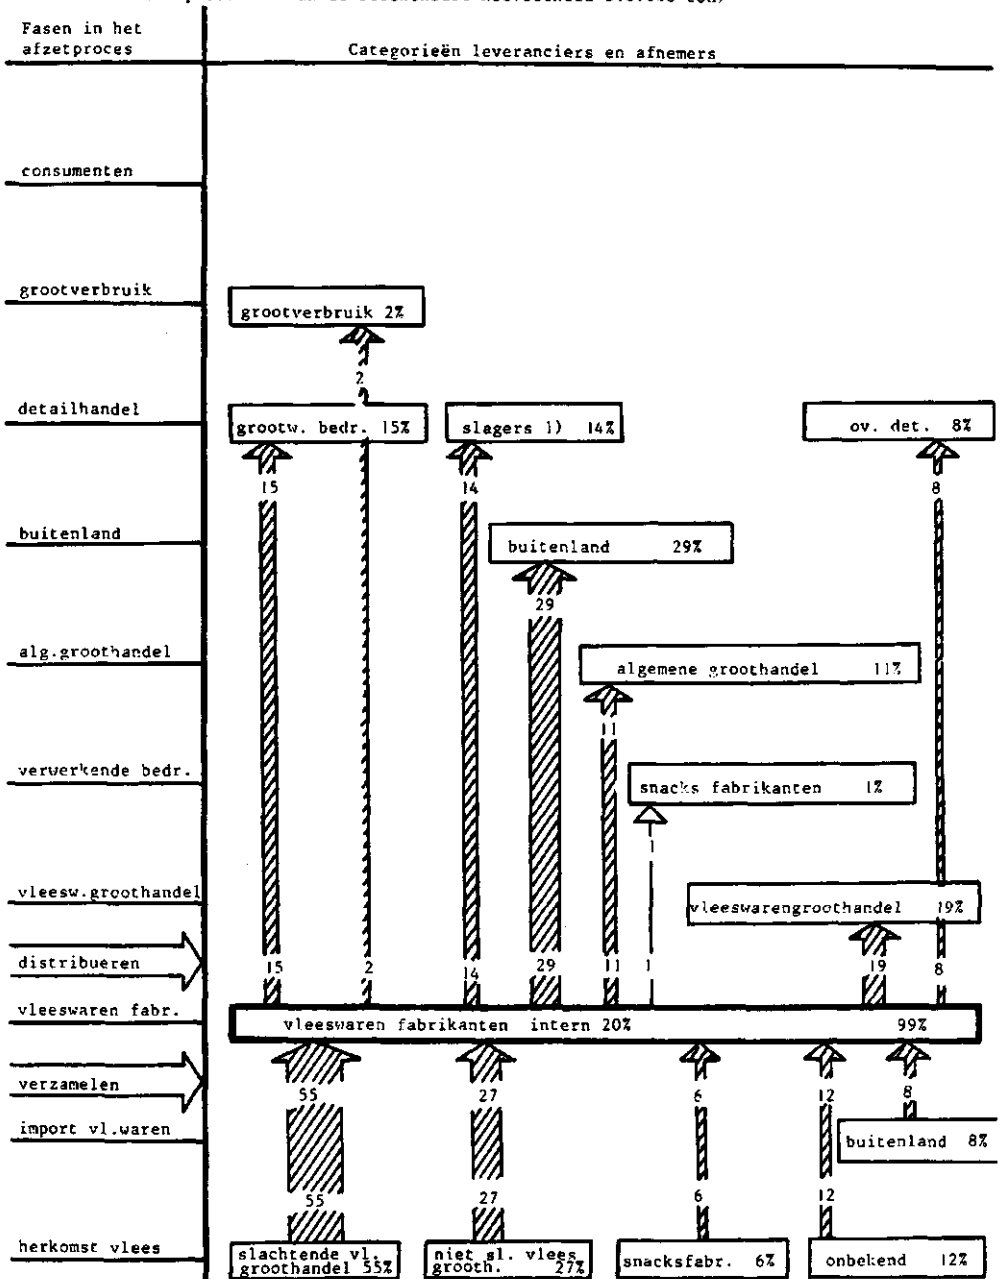 Fasen in het
afzetproces
Categorieën leveranciers en afnemers
consumenten
grootverbruik
grootverbruik 2%
2
detailhandel
grootw. bedr. 15%
slagers 1) 14%
ov. det. 8%
15
14
8
buitenland
buitenland 29%
29
alg.groothandel
algemene groothandel 11%
11
verwerkende bedr.
snacks fabrikanten 1%
1
vleesw.groothandel
vleeswarengroothandel 19%
distribueren
15
2
14
29
11
1
19
8
vleeswaren fabr.
vleeswaren fabrikanten intern 20% 99%
verzamelen
55
27
6
12
8
import vl.waren
buitenland 8%
55
27
6
12
herkomst vlees
slachtende vl.
groothandel 55%
niet sl. vlees
grooth. 27%
snacksfabr. 6%
onbekend 12%